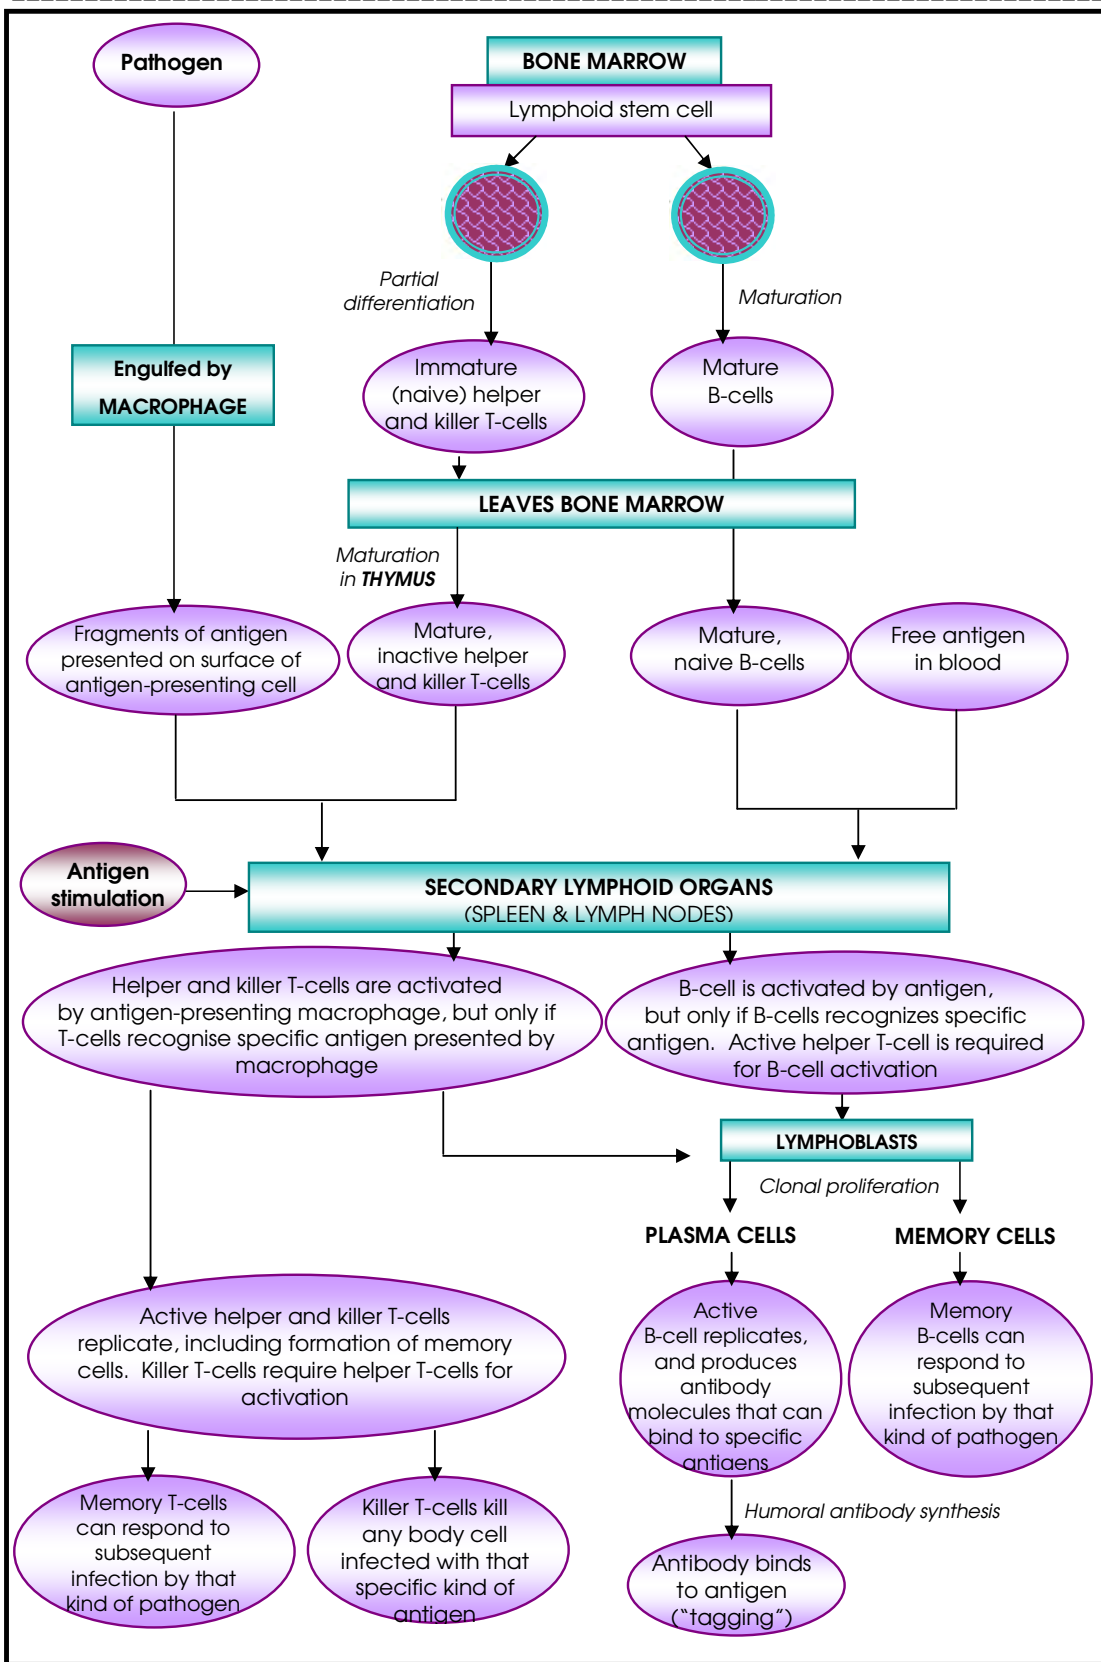 Pathogen
BONE MARROW
Lymphoid stem cell
Partial
differentiation
Maturation
Engulfed by
MACROPHAGE
Immature
(naive) helper
and killer T-cells
Mature
B-cells
LEAVES BONE MARROW
Maturation
in THYMUS
Fragments of antigen
presented on surface of
antigen-presenting cell
Mature,
inactive helper
and killer T-cells
Mature,
naive B-cells
Free antigen
in blood
Antigen
stimulation
SECONDARY LYMPHOID ORGANS
(SPLEEN & LYMPH NODES)
Helper and killer T-cells are activated
by antigen-presenting macrophage, but only if
T-cells recognise specific antigen presented by
macrophage
B-cell is activated by antigen,
but only if B-cells recognizes specific
antigen. Active helper T-cell is required
for B-cell activation
LYMPHOBLASTS
Clonal proliferation
PLASMA CELLS
MEMORY CELLS
Active helper and killer T-cells
replicate, including formation of memory
cells. Killer T-cells require helper T-cells for
activation
Active
B-cell replicates,
and produces
antibody
molecules that can
bind to specific
antigens
Memory
B-cells can
respond to
subsequent
infection by that
kind of pathogen
Memory T-cells
can respond to
subsequent
infection by that
kind of pathogen
Killer T-cells kill
any body cell
infected with that
specific kind of
antigen
Humoral antibody synthesis
Antibody binds
to antigen
("tagging")